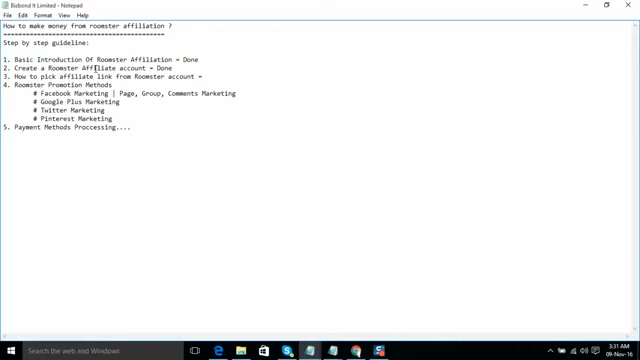 Bizbond It Limited - Notepad
File Edit Format View Help
How to make money from roomster affiliation ?
===========================================
Step by step guideline:
1. Basic Introduction Of Roomster Affiliation = Done
2. Create a Roomster Affiliate account = Done
3. How to pick affiliate link from Roomster account =
4. Roomster Promotion Methods
# Facebook Marketing | Page, Group, Comments Marketing
# Google Plus Marketing
# Twitter Marketing
# Pinterest Marketing
5. Payment Methods Proccessing....
Search the web and Windows
3:31 AM
09-Nov-16